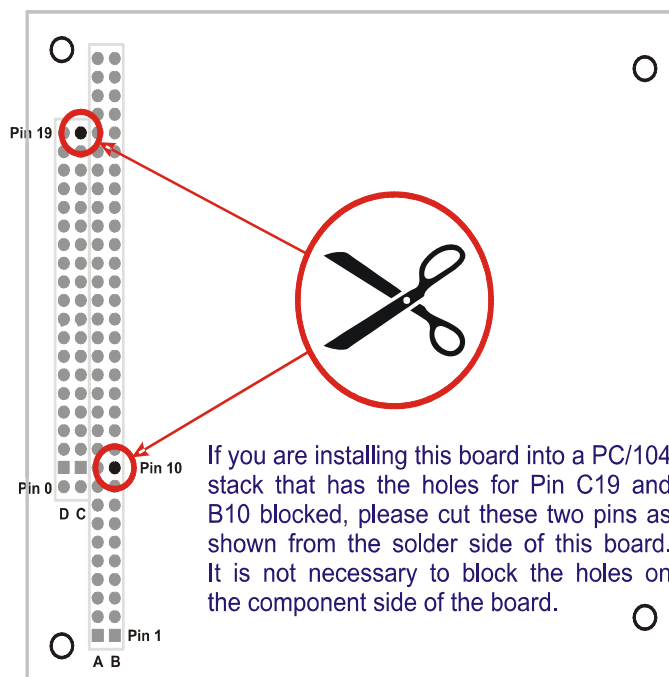 Pin 19
Pin 10
If you are installing this board into a PC/104
stack that has the holes for Pin C19 and
B10 blocked, please cut these two pins as
shown from the solder side of this board.
It is not necessary to block the holes on
the component side of the board.
Pin 0
D C
Pin 1
A B